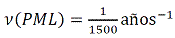 ν(PML) = 1/1500 años⁻¹